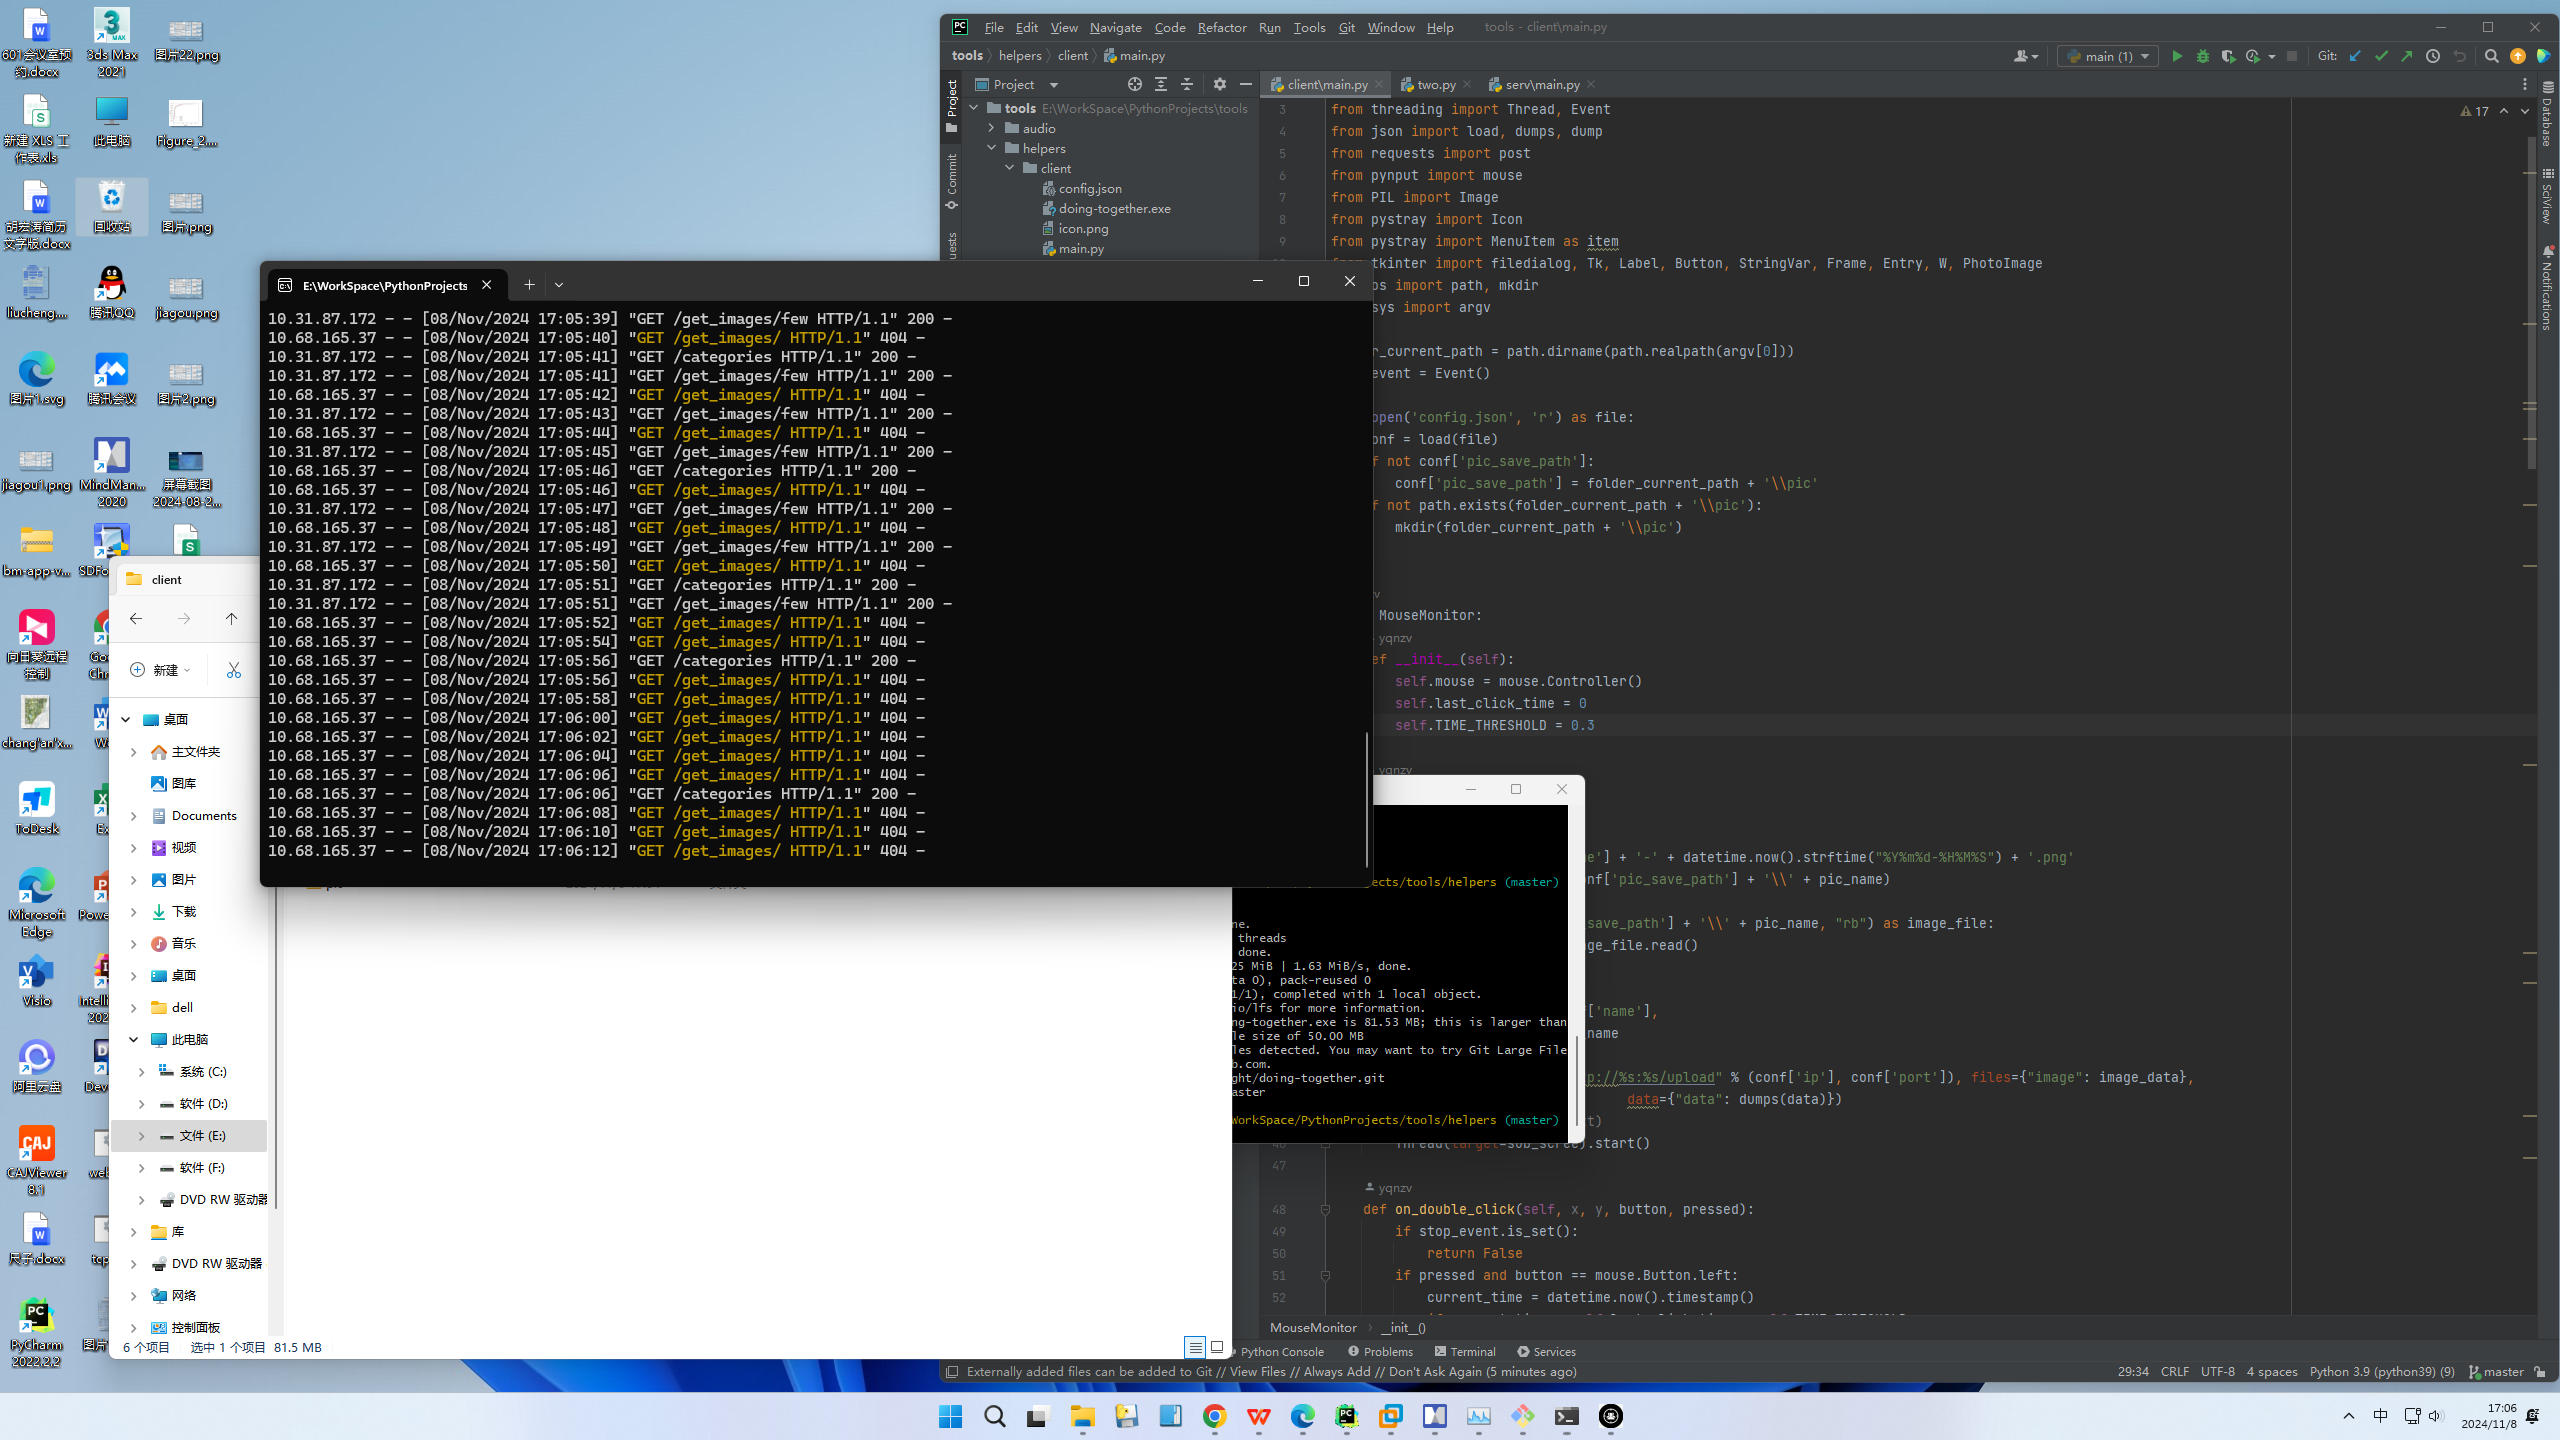 601会议室预约.docx
3ds Max 2021
图片22.png
新建 XLS 工作表.xls
此电脑
Figure_2....
胡宏涛简历文字版.docx
回收站
图片.png
liucheng....
腾讯QQ
jiagou.png
图片1.svg
腾讯会议
图片2.png
jiagou1.png
MindMan... 2020
屏幕截图 2024-08-2...
bm-app-v...
SDFo
向日葵远程控制
Goo
Chr
chang'an'x...
Wo
ToDesk
Ex
Microsoft Edge
Powe
Visio
Intelli
202
阿里云盘
Dev
CAJViewer 8.1
web
尺子.docx
tcp
PyCharm 2022.2.2
图片
File Edit View Navigate Code Refactor Run Tools Git Window Help tools - client\main.py
tools helpers client main.py
main (1)
Git:
Project
client\main.py
two.py
serv\main.py
tools E:\WorkSpace\PythonProjects\tools
audio
helpers
client
config.json
doing-together.exe
icon.png
main.py
Project
Commit
uests
Database
SciView
Notifications
17
3 from threading import Thread, Event
4 from json import load, dumps, dump
5 from requests import post
6 from pynput import mouse
7 from PIL import Image
8 from pystray import Icon
9 from pystray import MenuItem as item
tkinter import filedialog, Tk, Label, Button, StringVar, Frame, Entry, W, PhotoImage
os import path, mkdir
sys import argv
r_current_path = path.dirname(path.realpath(argv[0]))
event = Event()
open('config.json', 'r') as file:
onf = load(file)
f not conf['pic_save_path']:
conf['pic_save_path'] = folder_current_path + '\\pic'
f not path.exists(folder_current_path + '\\pic'):
mkdir(folder_current_path + '\\pic')
v
MouseMonitor:
yqnzv
ef __init__(self):
self.mouse = mouse.Controller()
self.last_click_time = 0
self.TIME_THRESHOLD = 0.3
yqnzv
e'] + '-' + datetime.now().strftime("%Y%m%d-%H%M%S") + '.png'
nf['pic_save_path'] + '\\' + pic_name)
save_path'] + '\\' + pic_name, "rb") as image_file:
ge_file.read()
['name'],
name
p://%s:%s/upload" % (conf['ip'], conf['port']), files={"image": image_data},
data={"data": dumps(data)})
t)
46 Thread(target=sub_scree).start()
47
yqnzv
48 def on_double_click(self, x, y, button, pressed):
49 if stop_event.is_set():
50 return False
51 if pressed and button == mouse.Button.left:
52 current_time = datetime.now().timestamp()
MouseMonitor __init__()
Python Console Problems Terminal Services
Externally added files can be added to Git // View Files // Always Add // Don't Ask Again (5 minutes ago)
29:34 CRLF UTF-8 4 spaces Python 3.9 (python39) (9) master
E:\WorkSpace\PythonProjects
10.31.87.172 - - [08/Nov/2024 17:05:39] "GET /get_images/few HTTP/1.1" 200 -
10.68.165.37 - - [08/Nov/2024 17:05:40] "GET /get_images/ HTTP/1.1" 404 -
10.31.87.172 - - [08/Nov/2024 17:05:41] "GET /categories HTTP/1.1" 200 -
10.31.87.172 - - [08/Nov/2024 17:05:41] "GET /get_images/few HTTP/1.1" 200 -
10.68.165.37 - - [08/Nov/2024 17:05:42] "GET /get_images/ HTTP/1.1" 404 -
10.31.87.172 - - [08/Nov/2024 17:05:43] "GET /get_images/few HTTP/1.1" 200 -
10.68.165.37 - - [08/Nov/2024 17:05:44] "GET /get_images/ HTTP/1.1" 404 -
10.31.87.172 - - [08/Nov/2024 17:05:45] "GET /get_images/few HTTP/1.1" 200 -
10.68.165.37 - - [08/Nov/2024 17:05:46] "GET /categories HTTP/1.1" 200 -
10.68.165.37 - - [08/Nov/2024 17:05:46] "GET /get_images/ HTTP/1.1" 404 -
10.31.87.172 - - [08/Nov/2024 17:05:47] "GET /get_images/few HTTP/1.1" 200 -
10.68.165.37 - - [08/Nov/2024 17:05:48] "GET /get_images/ HTTP/1.1" 404 -
10.31.87.172 - - [08/Nov/2024 17:05:49] "GET /get_images/few HTTP/1.1" 200 -
10.68.165.37 - - [08/Nov/2024 17:05:50] "GET /get_images/ HTTP/1.1" 404 -
10.31.87.172 - - [08/Nov/2024 17:05:51] "GET /categories HTTP/1.1" 200 -
10.31.87.172 - - [08/Nov/2024 17:05:51] "GET /get_images/few HTTP/1.1" 200 -
10.68.165.37 - - [08/Nov/2024 17:05:52] "GET /get_images/ HTTP/1.1" 404 -
10.68.165.37 - - [08/Nov/2024 17:05:54] "GET /get_images/ HTTP/1.1" 404 -
10.68.165.37 - - [08/Nov/2024 17:05:56] "GET /categories HTTP/1.1" 200 -
10.68.165.37 - - [08/Nov/2024 17:05:56] "GET /get_images/ HTTP/1.1" 404 -
10.68.165.37 - - [08/Nov/2024 17:05:58] "GET /get_images/ HTTP/1.1" 404 -
10.68.165.37 - - [08/Nov/2024 17:06:00] "GET /get_images/ HTTP/1.1" 404 -
10.68.165.37 - - [08/Nov/2024 17:06:02] "GET /get_images/ HTTP/1.1" 404 -
10.68.165.37 - - [08/Nov/2024 17:06:04] "GET /get_images/ HTTP/1.1" 404 -
10.68.165.37 - - [08/Nov/2024 17:06:06] "GET /get_images/ HTTP/1.1" 404 -
10.68.165.37 - - [08/Nov/2024 17:06:06] "GET /categories HTTP/1.1" 200 -
10.68.165.37 - - [08/Nov/2024 17:06:08] "GET /get_images/ HTTP/1.1" 404 -
10.68.165.37 - - [08/Nov/2024 17:06:10] "GET /get_images/ HTTP/1.1" 404 -
10.68.165.37 - - [08/Nov/2024 17:06:12] "GET /get_images/ HTTP/1.1" 404 -
ects/tools/helpers (master)
ne.
threads
done.
25 MiB | 1.63 MiB/s, done.
ta 0), pack-reused 0
1/1), completed with 1 local object.
io/lfs for more information.
ng-together.exe is 81.53 MB; this is larger than
le size of 50.00 MB
les detected. You may want to try Git Large File
b.com.
ght/doing-together.git
aster
WorkSpace/PythonProjects/tools/helpers (master)
client
新建
桌面
主文件夹
图库
Documents
视频
图片
下载
音乐
桌面
dell
此电脑
系统 (C:)
软件 (D:)
文件 (E:)
软件 (F:)
DVD RW 驱动器
库
DVD RW 驱动器
网络
控制面板
6 个项目 选中 1 个项目 81.5 MB
中
17:06
2024/11/8